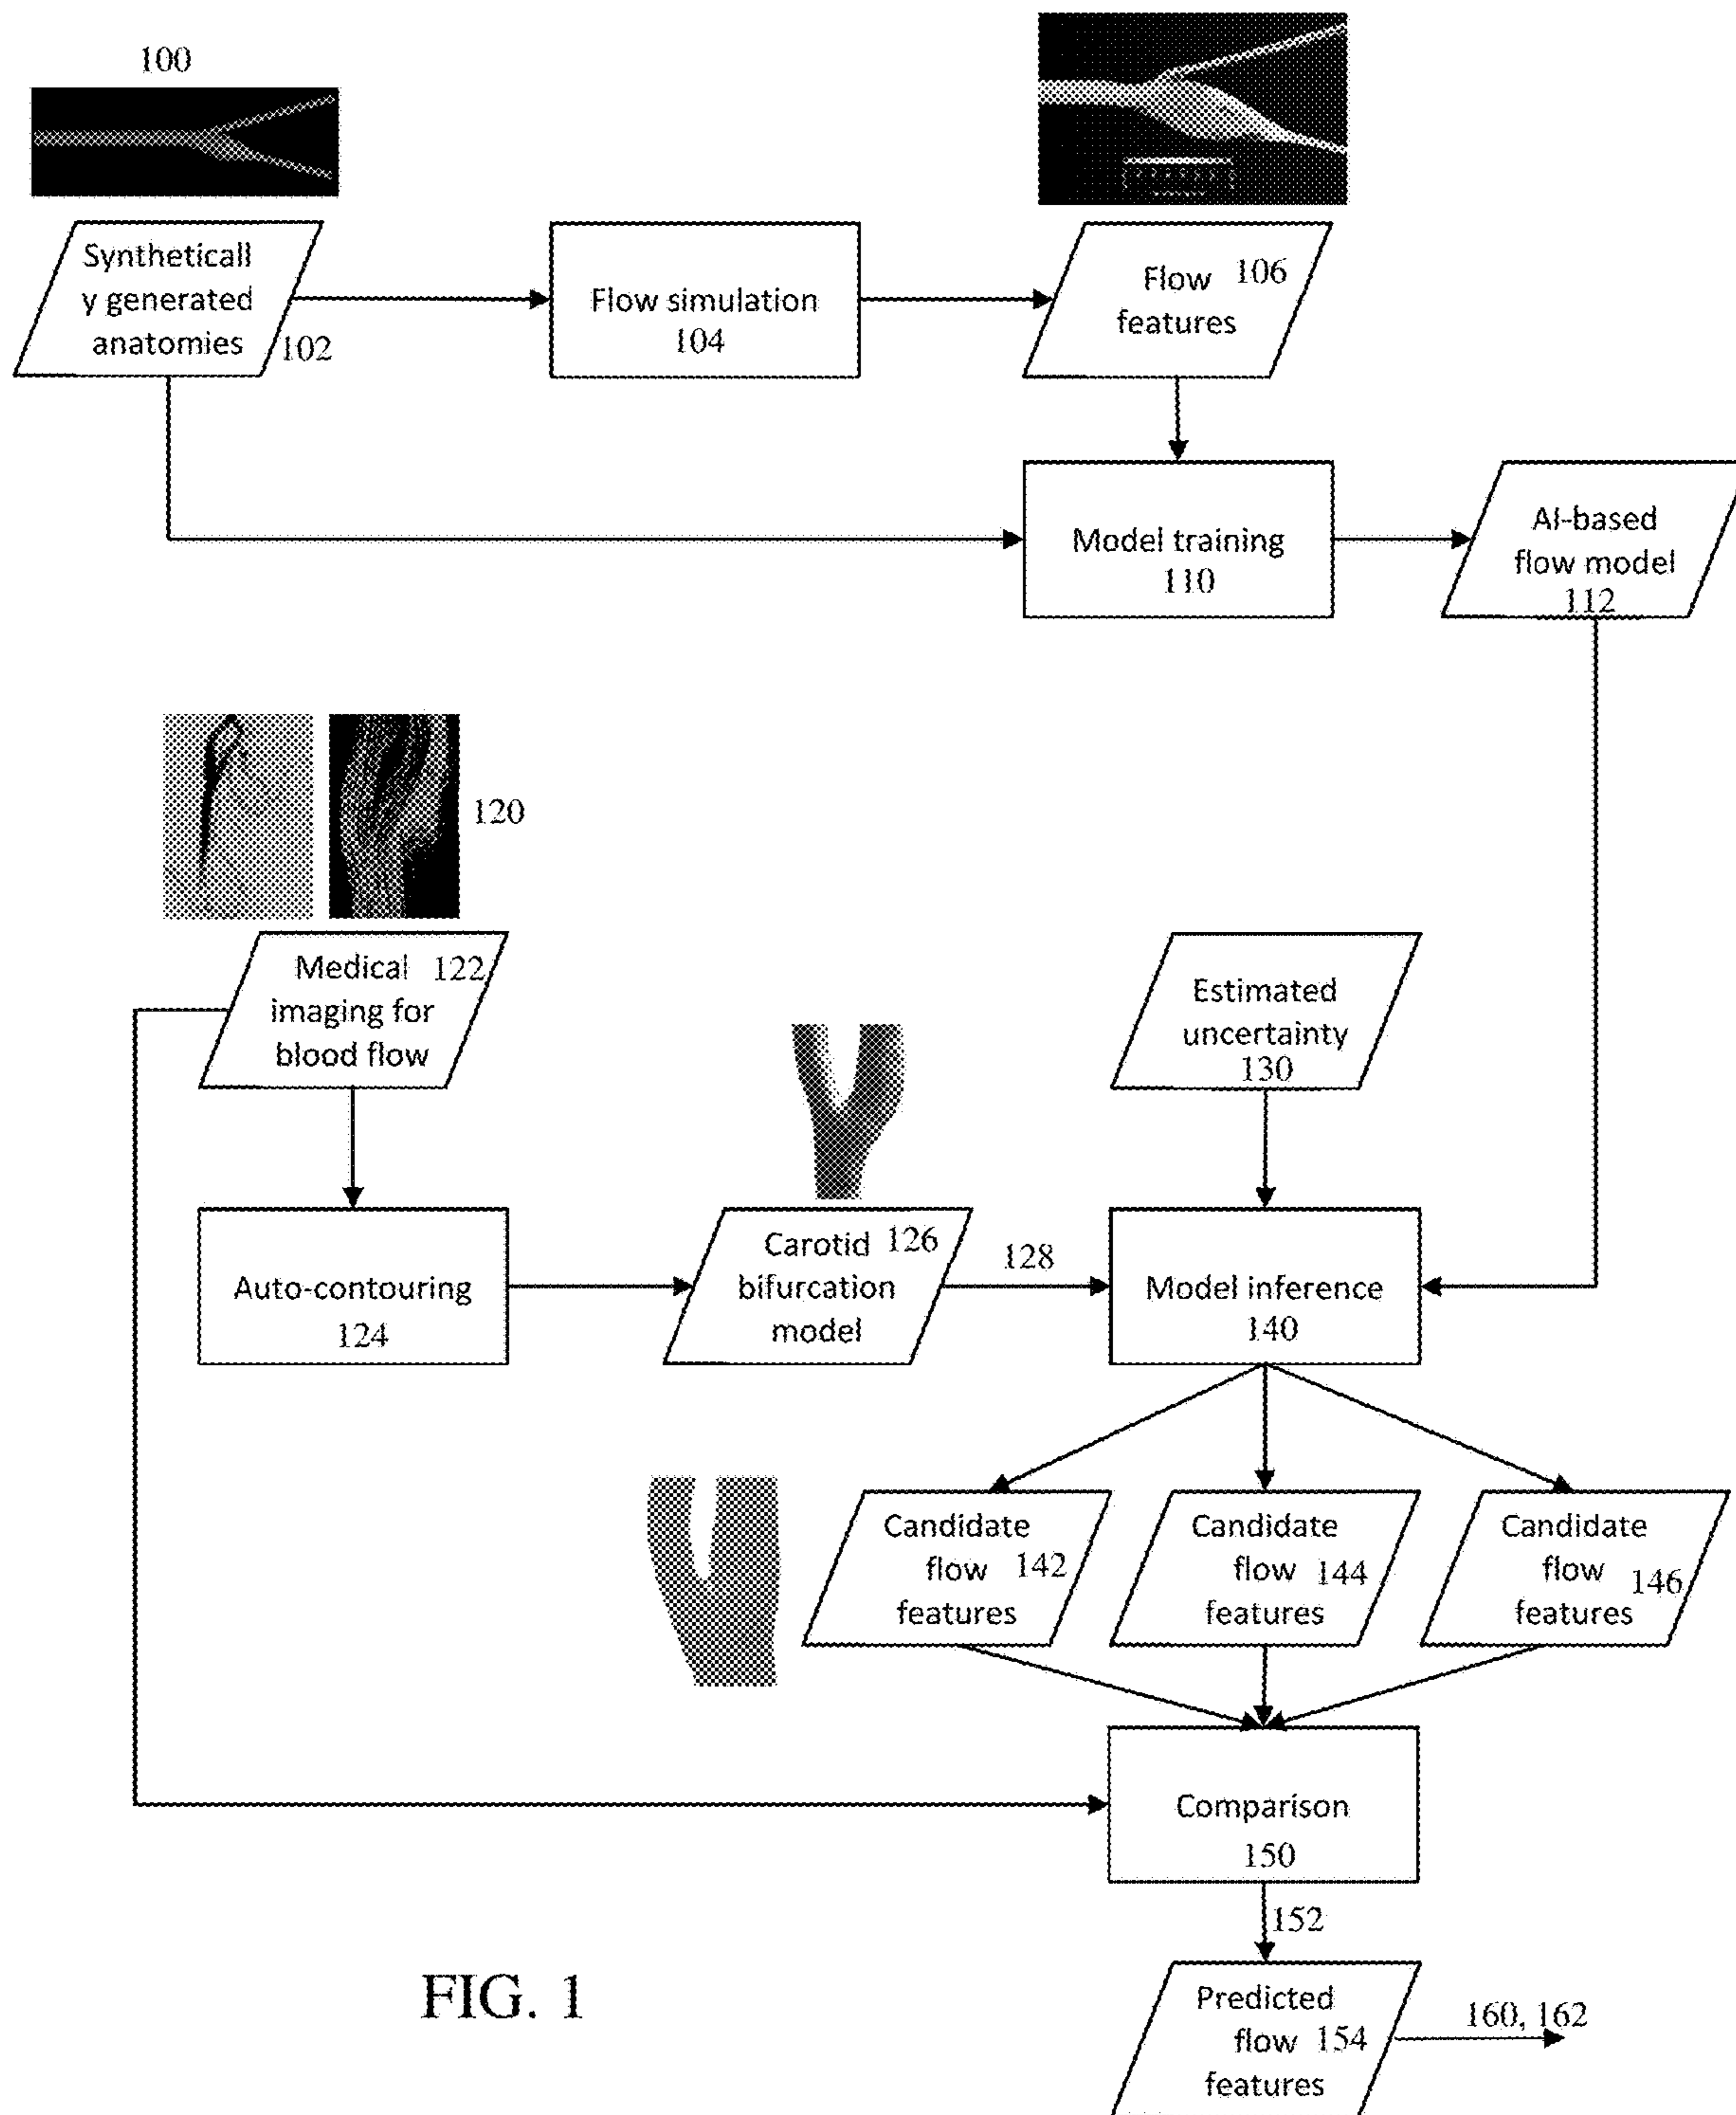 100
Syntheticall
y generated
anatomies
102
Flow simulation
104
Flow
106
features
Model training
110
AI-based
flow model
112
120
Medical
122
imaging for
blood flow
Estimated
uncertainty
130
Auto-contouring
124
Carotid
126
bifurcation
model
128
Model inference
140
Candidate
flow 142
features
Candidate
flow 144
features
Candidate
flow 146
features
Comparison
150
152
Predicted
flow 154
features
160, 162
FIG. 1